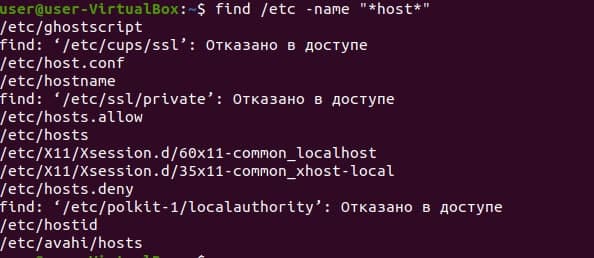 user@user-VirtualBox:~$ find /etc -name "*host*"
/etc/ghostscript
find: ‘/etc/cups/ssl’: Отказано в доступе
/etc/host.conf
/etc/hostname
find: ‘/etc/ssl/private’: Отказано в доступе
/etc/hosts.allow
/etc/hosts
/etc/X11/Xsession.d/60x11-common_localhost
/etc/X11/Xsession.d/35x11-common_xhost-local
/etc/hosts.deny
find: ‘/etc/polkit-1/localauthority’: Отказано в доступе
/etc/hostid
/etc/avahi/hosts